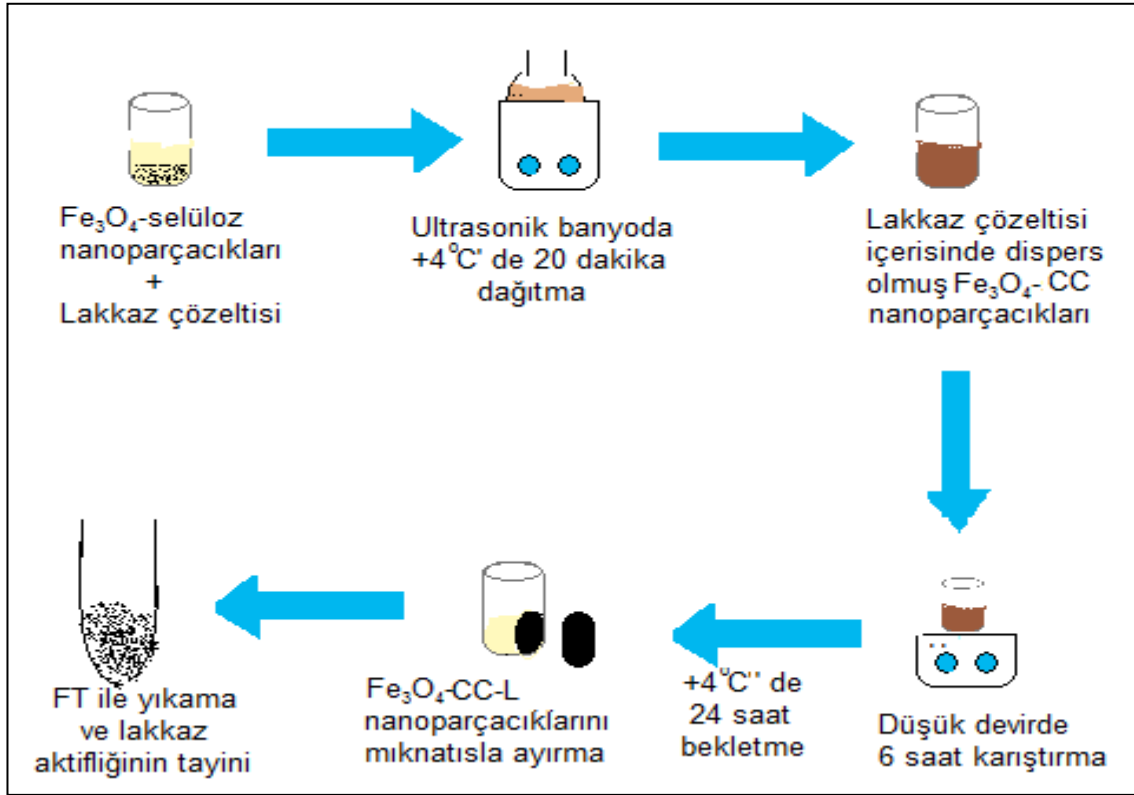 Fe₃O₄-selüloz
nanoparçacıkları
+
Lakkaz çözeltisi
Ultrasonik banyoda
+4°C' de 20 dakika
dağıtma
Lakkaz çözeltisi
içerisinde dispers
olmuş Fe₃O₄- CC
nanoparçacıkları
Düşük devirde
6 saat karıştırma
+4°C'' de
24 saat
bekletme
Fe₃O₄-CC-L
nanoparçacıklarını
mıknatısla ayırma
FT ile yıkama
ve lakkaz
aktifliğinin tayini